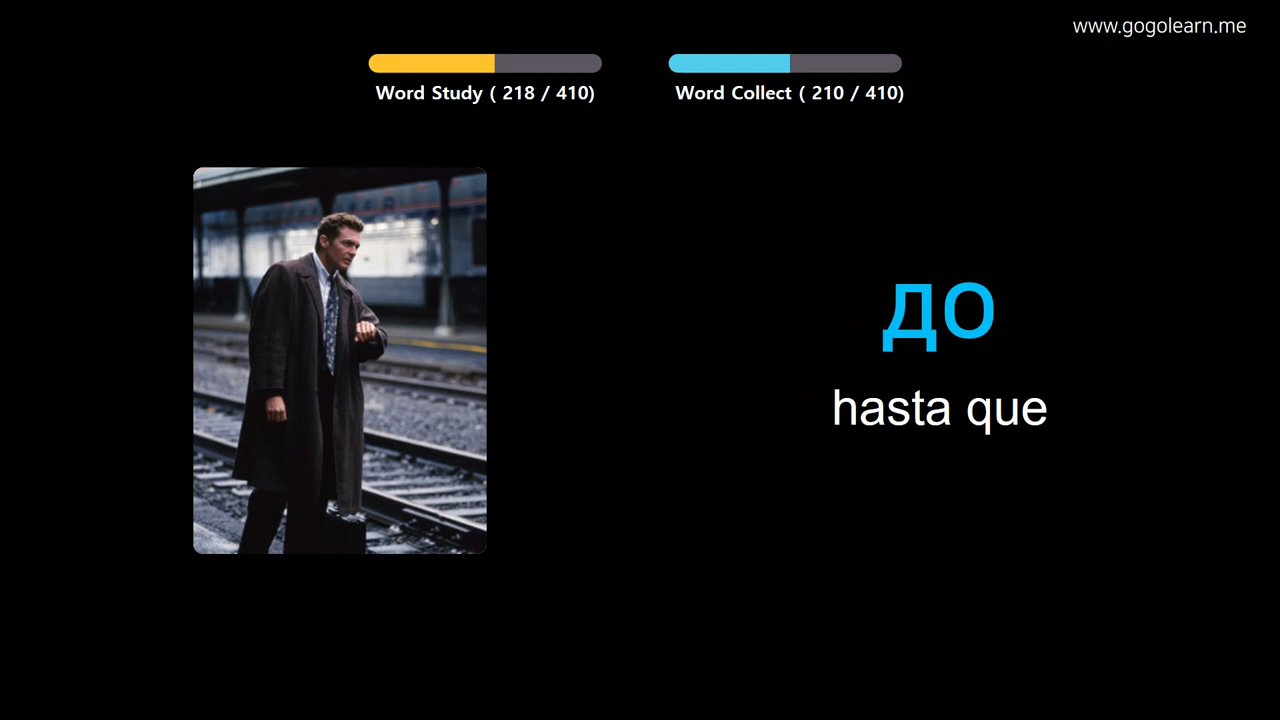 www.gogolearn.me
Word Study ( 218 / 410)
Word Collect ( 210 / 410)
до
hasta que